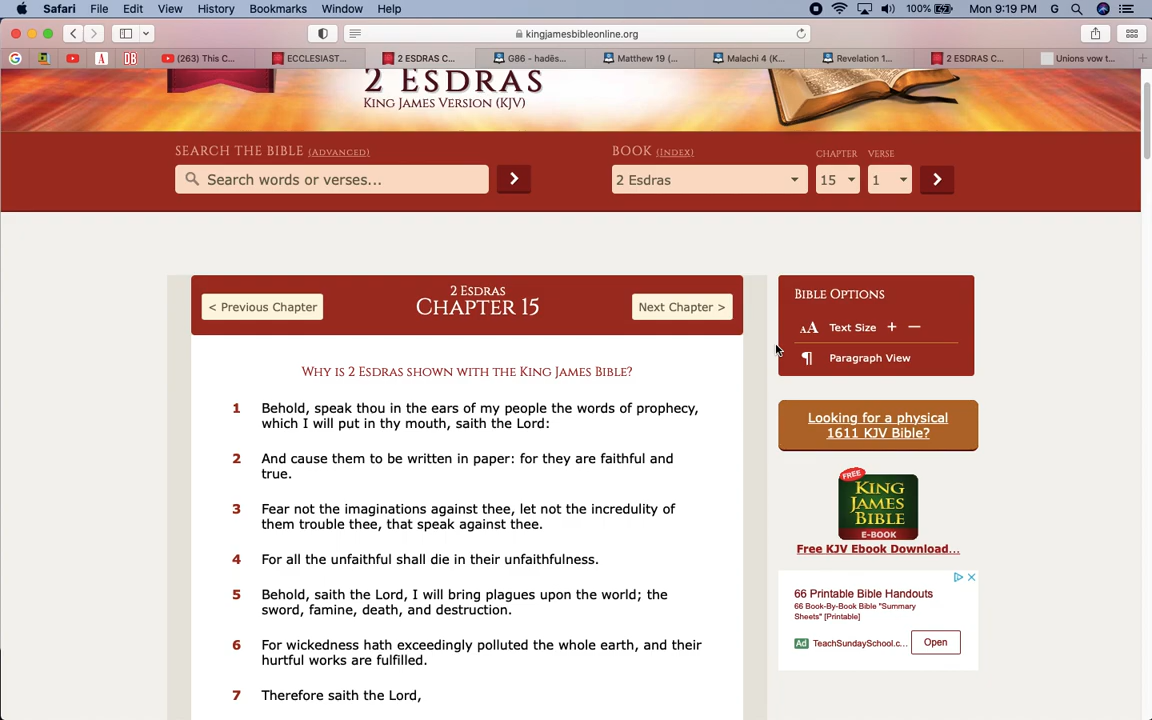 Safari File Edit View History Bookmarks Window Help 100% Mon 9:19 PM G
kingjamesbibleonline.org
G A DB (263) This C... ECCLESIAST... 2 ESDRAS C... G86 - hadēs... Matthew 19 (... Malachi 4 (K... Revelation 1... 2 ESDRAS C... Unions vow t...
2 ESDRAS
KING JAMES VERSION (KJV)
SEARCH THE BIBLE (ADVANCED)
Search words or verses...
BOOK (INDEX) CHAPTER VERSE
2 Esdras 15 1
2 ESDRAS
< Previous Chapter CHAPTER 15 Next Chapter >
WHY IS 2 ESDRAS SHOWN WITH THE KING JAMES BIBLE?
1 Behold, speak thou in the ears of my people the words of prophecy,
which I will put in thy mouth, saith the Lord:
2 And cause them to be written in paper: for they are faithful and
true.
3 Fear not the imaginations against thee, let not the incredulity of
them trouble thee, that speak against thee.
4 For all the unfaithful shall die in their unfaithfulness.
5 Behold, saith the Lord, I will bring plagues upon the world; the
sword, famine, death, and destruction.
6 For wickedness hath exceedingly polluted the whole earth, and their
hurtful works are fulfilled.
7 Therefore saith the Lord,
BIBLE OPTIONS
AA Text Size + —
¶ Paragraph View
Looking for a physical
1611 KJV Bible?
FREE
KING
JAMES
BIBLE
E-BOOK
Free KJV Ebook Download...
66 Printable Bible Handouts
66 Book-By-Book Bible "Summary
Sheets" [Printable]
Ad TeachSundaySchool.c... Open